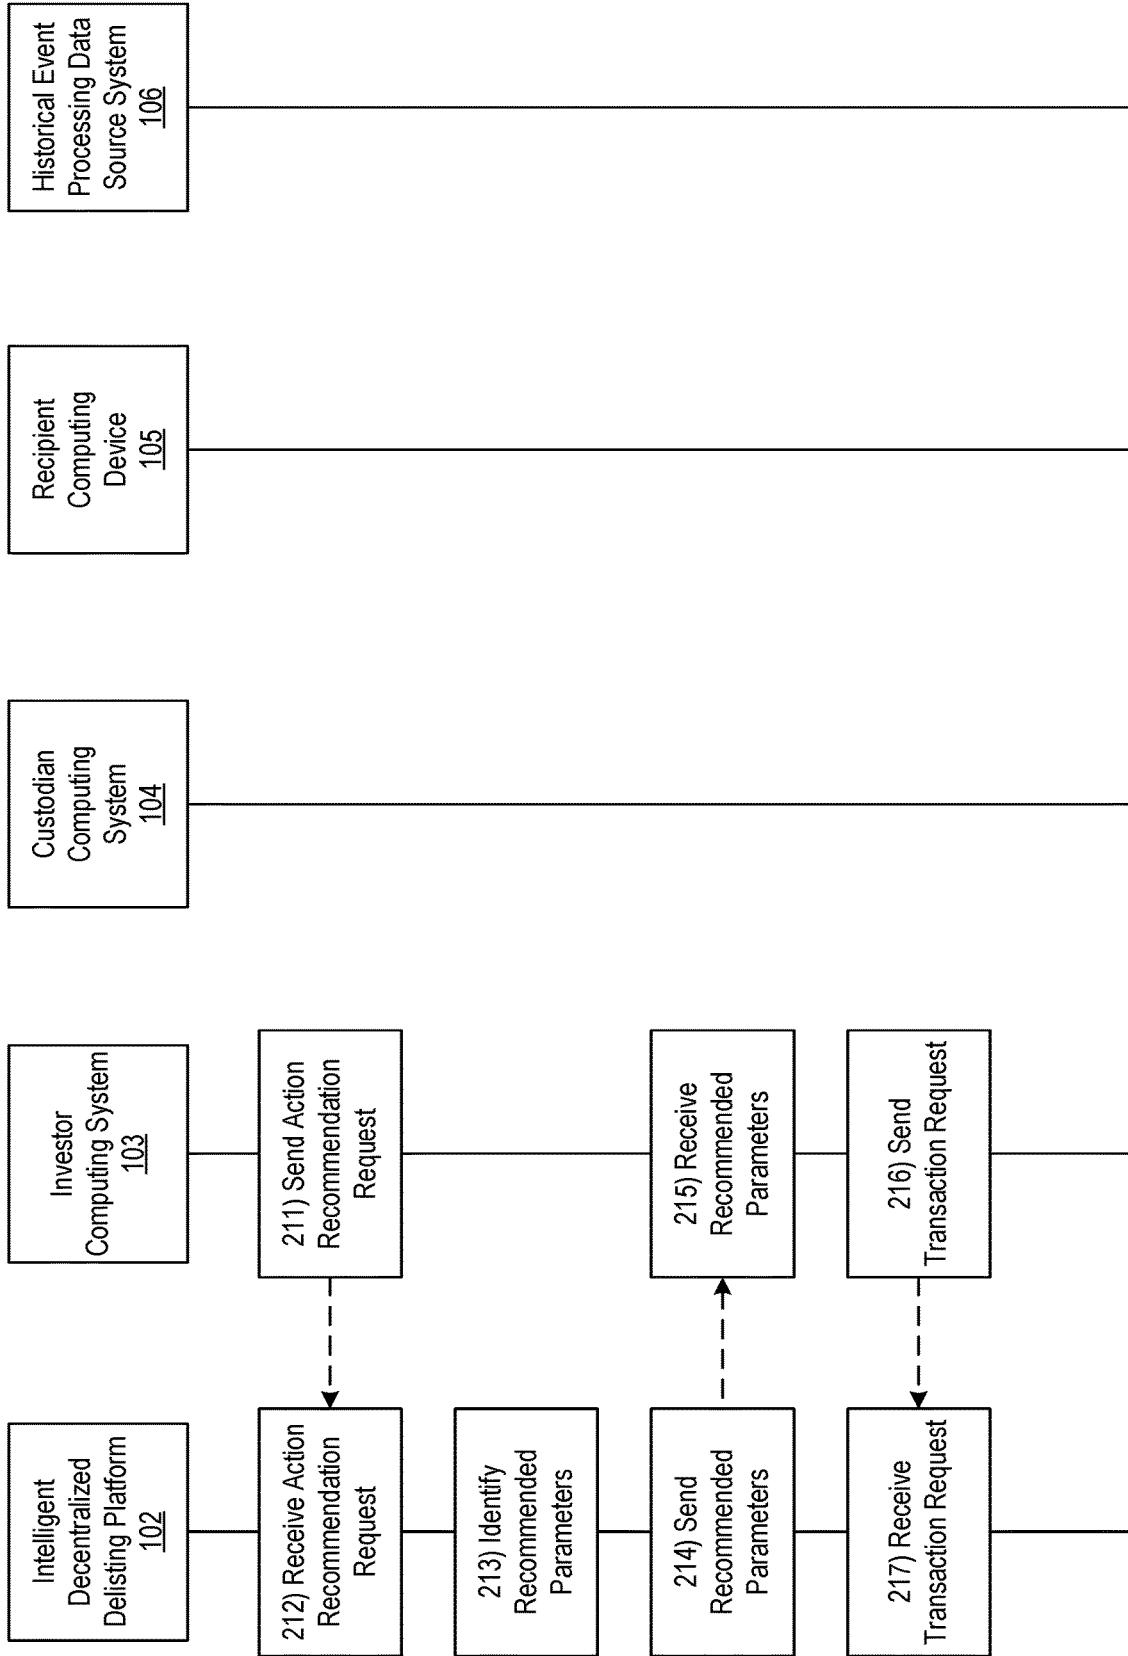 Intelligent
Decentralized
Delisting Platform
102
Investor
Computing System
103
Custodian
Computing
System
104
Recipient
Computing
Device
105
Historical Event
Processing Data
Source System
106
211) Send Action
Recommendation
Request
212) Receive Action
Recommendation
Request
213) Identify
Recommended
Parameters
214) Send
Recommended
Parameters
215) Receive
Recommended
Parameters
216) Send
Transaction Request
217) Receive
Transaction Request